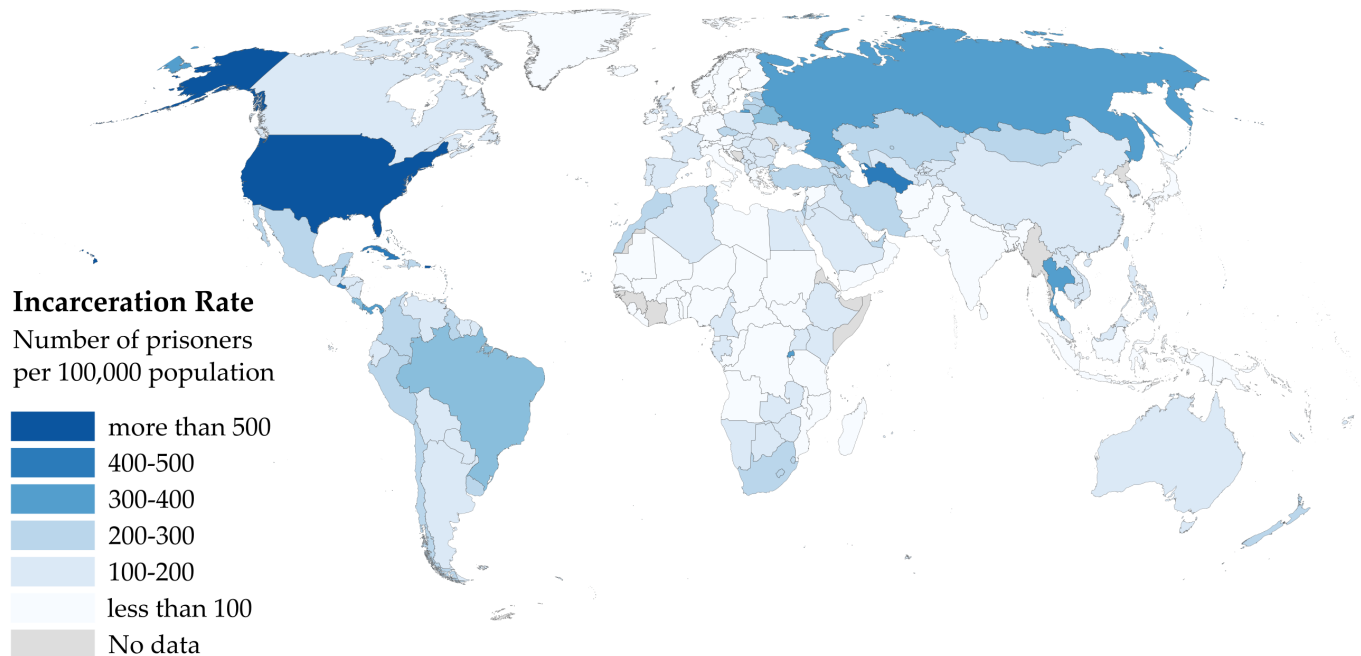 Incarceration Rate
Number of prisoners
per 100,000 population
more than 500
400-500
300-400
200-300
100-200
less than 100
No data